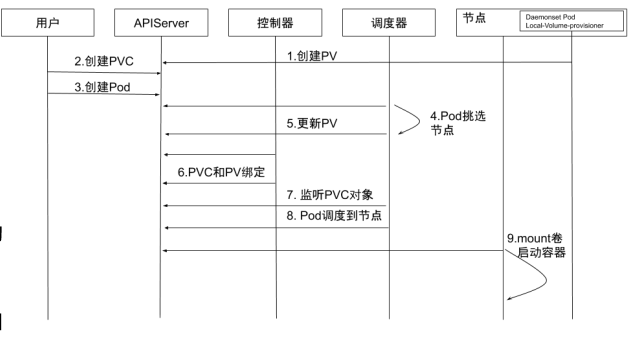 用户
APIServer
控制器
调度器
节点
Daemonset Pod
Local-Volume-provisioner
1.创建PV
2.创建PVC
3.创建Pod
4.Pod挑选
节点
5.更新PV
6.PVC和PV绑定
7. 监听PVC对象
8. Pod调度到节点
9.mount卷
启动容器